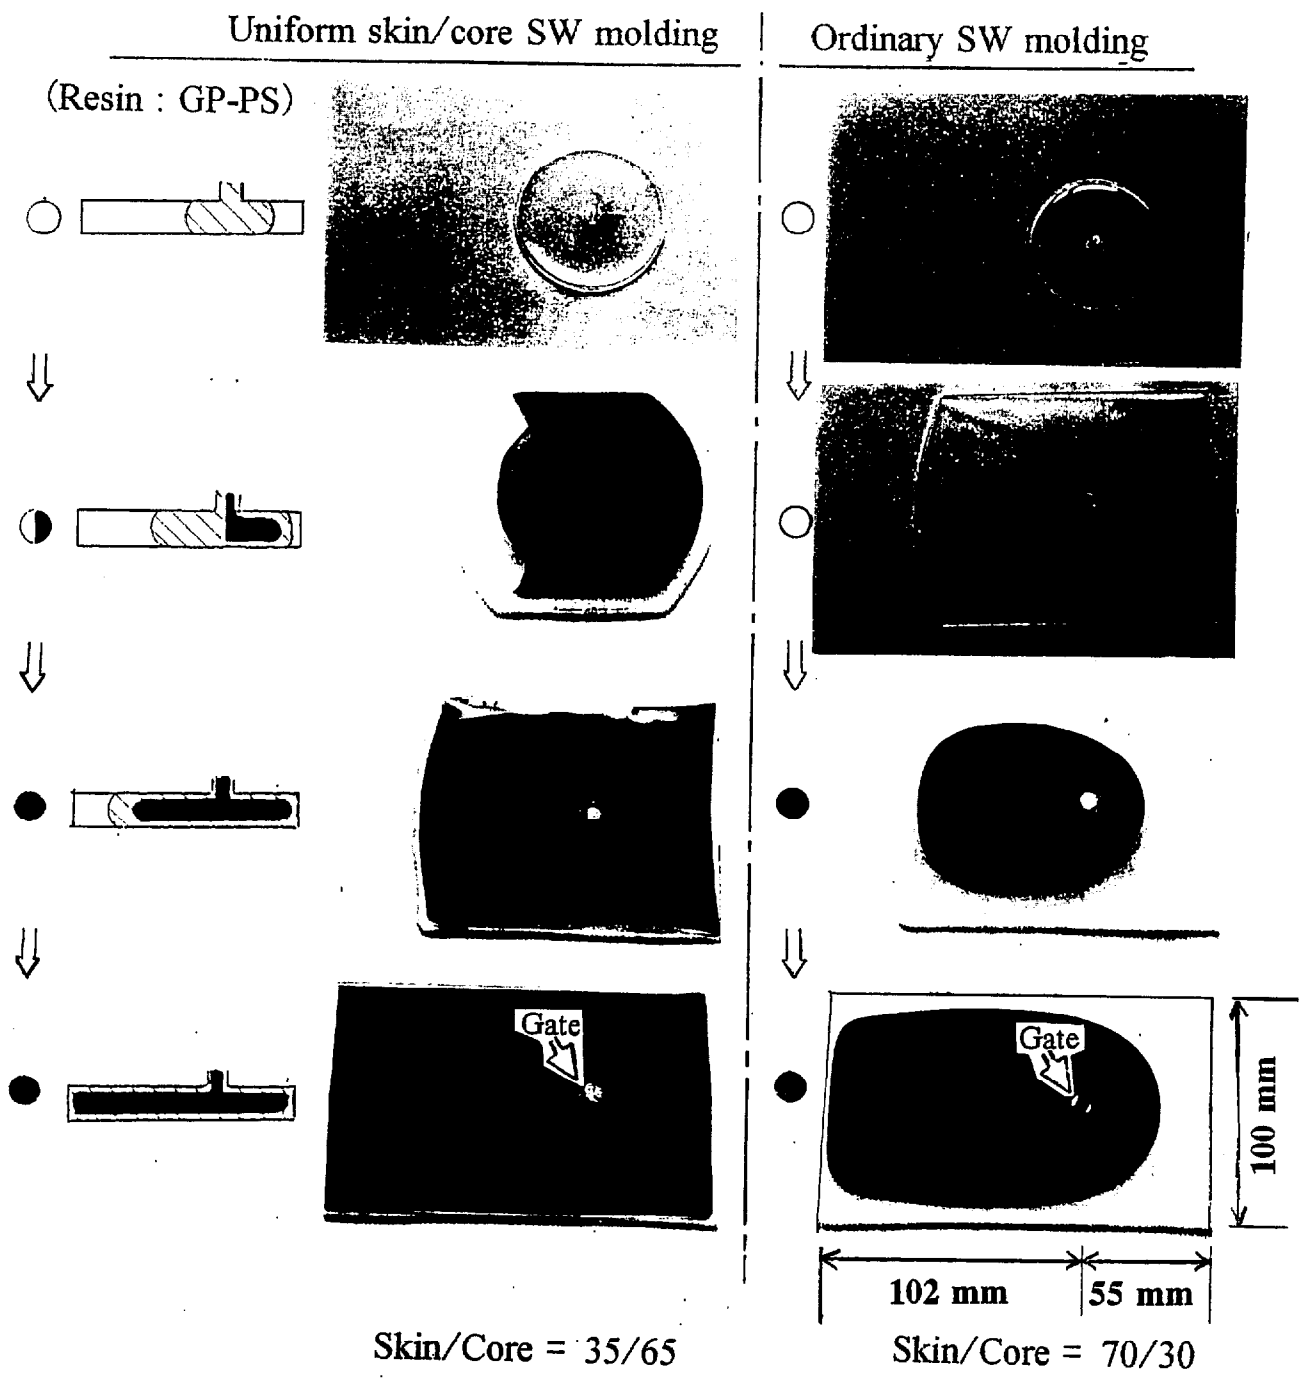 Uniform skin/core SW molding
Ordinary SW molding
(Resin : GP-PS)
Gate
Gate
100 mm
102 mm
55 mm
Skin/Core = 35/65
Skin/Core = 70/30